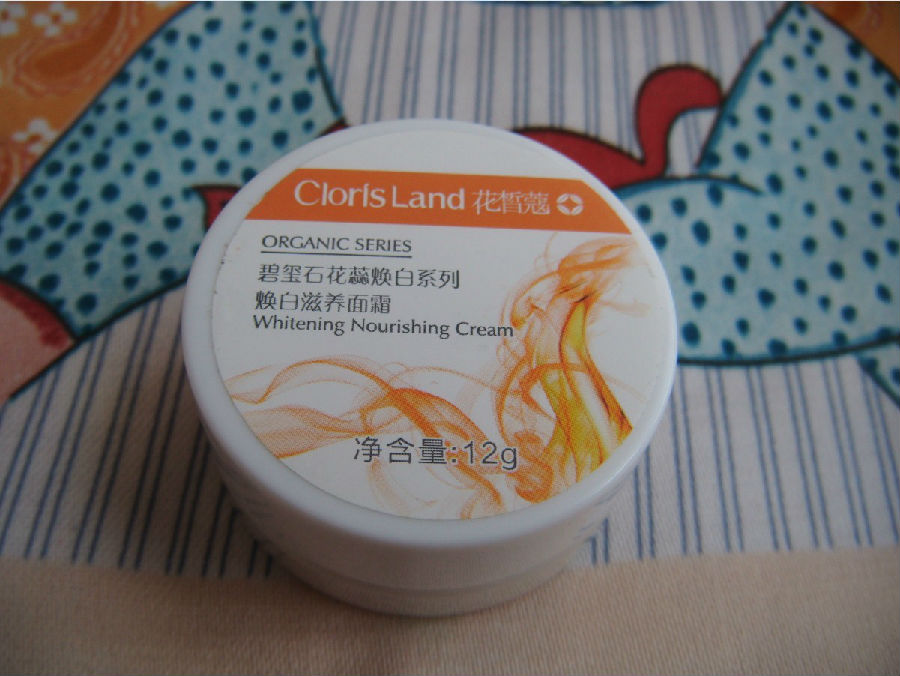 Cloris Land 花皙蔻
ORGANIC SERIES
碧玺石花蕊焕白系列
焕白滋养面霜
Whitening Nourishing Cream
净含量:12g